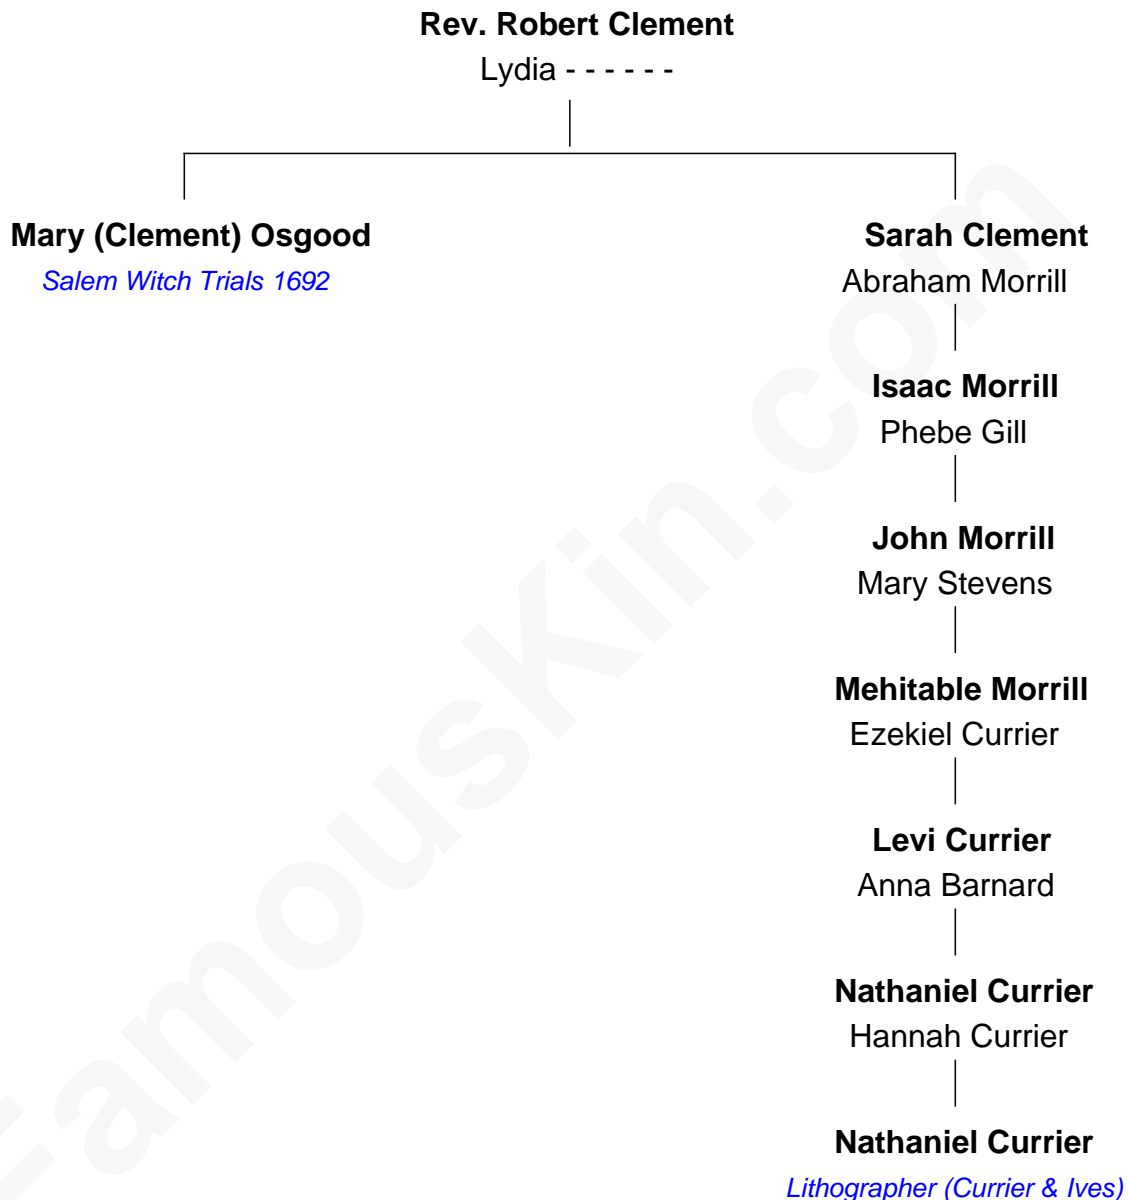 Rev. Robert Clement
Lydia - - - - - -
Mary (Clement) Osgood
Salem Witch Trials 1692
Sarah Clement
Abraham Morrill
Isaac Morrill
Phebe Gill
John Morrill
Mary Stevens
Mehitable Morrill
Ezekiel Currier
Levi Currier
Anna Barnard
Nathaniel Currier
Hannah Currier
Nathaniel Currier
Lithographer (Currier & Ives)
FamousKin.com